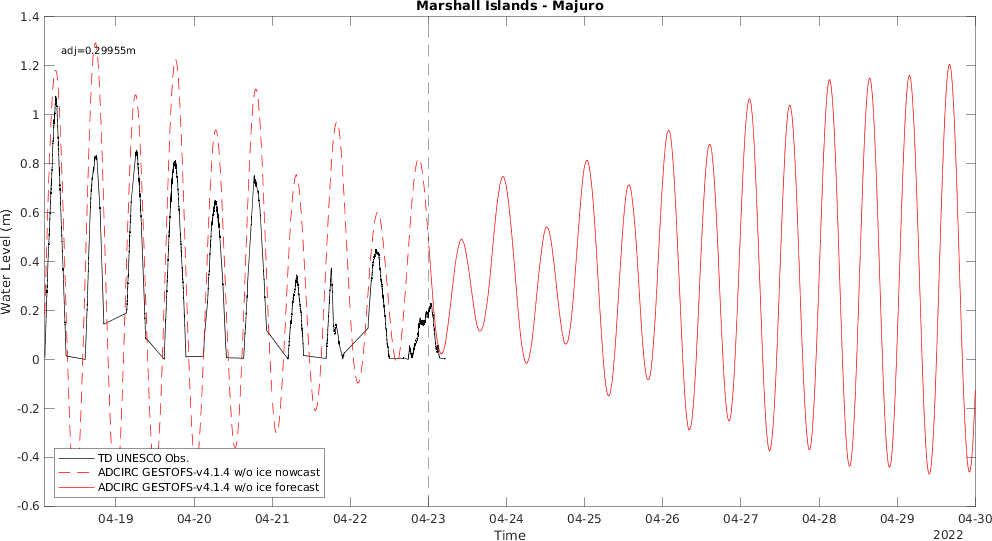 Marshall Islands - Majuro
adj=0.29955m
1.4
1.2
1
0.8
0.6
0.4
0.2
0
-0.2
-0.4
-0.6
Water Level (m)
TD UNESCO Obs.
ADCIRC GESTOFS-v4.1.4 w/o ice nowcast
ADCIRC GESTOFS-v4.1.4 w/o ice forecast
04-19 04-20 04-21 04-22 04-23 04-24 04-25 04-26 04-27 04-28 04-29 04-30
Time
2022